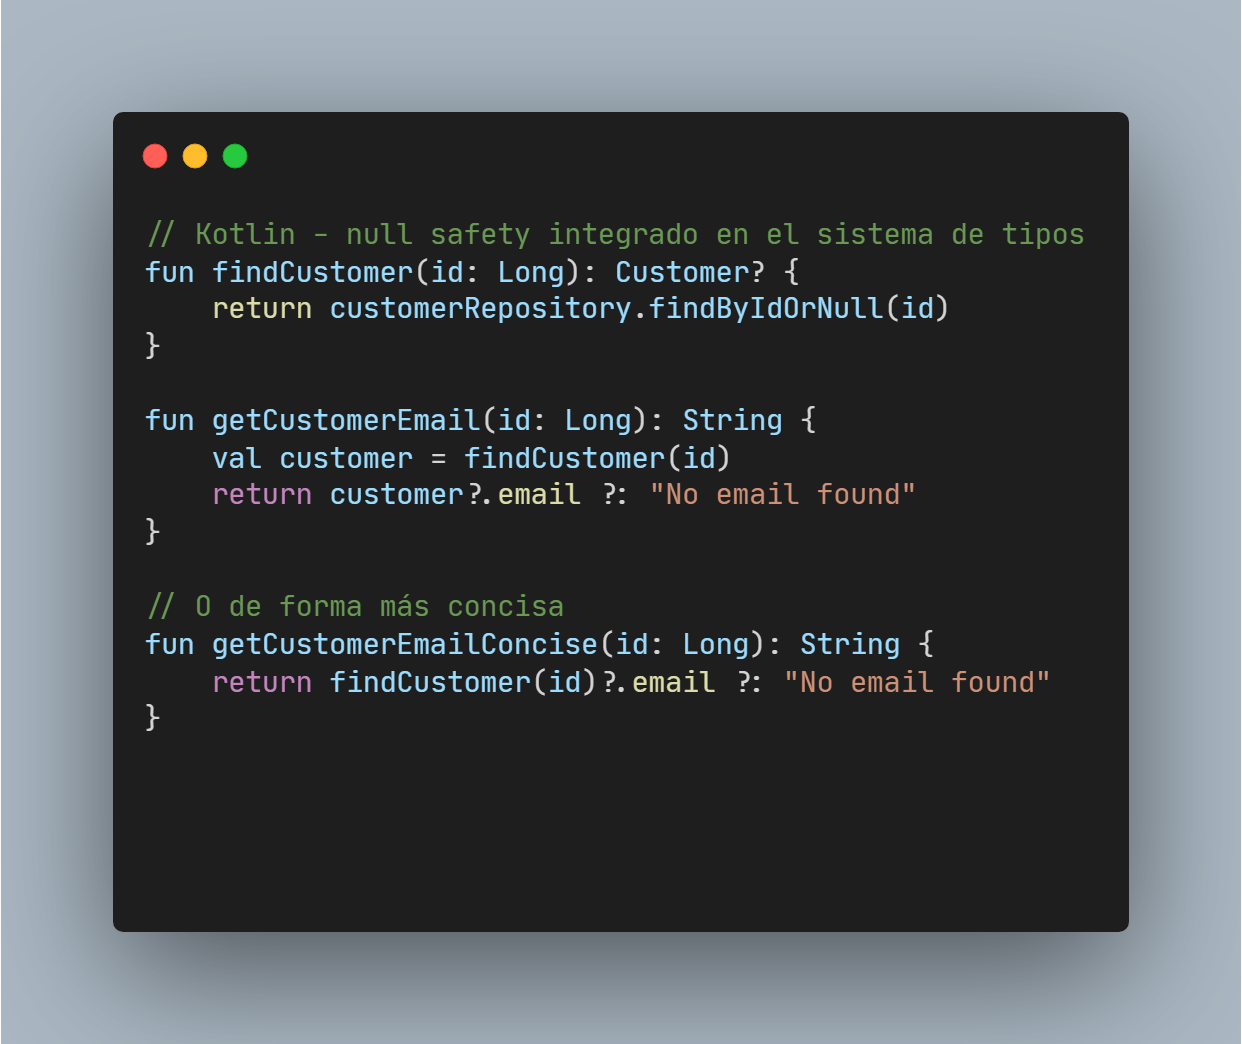 // Kotlin - null safety integrado en el sistema de tipos
fun findCustomer(id: Long): Customer? {
    return customerRepository.findByIdOrNull(id)
}

fun getCustomerEmail(id: Long): String {
    val customer = findCustomer(id)
    return customer?.email ?: "No email found"
}

// O de forma más concisa
fun getCustomerEmailConcise(id: Long): String {
    return findCustomer(id)?.email ?: "No email found"
}